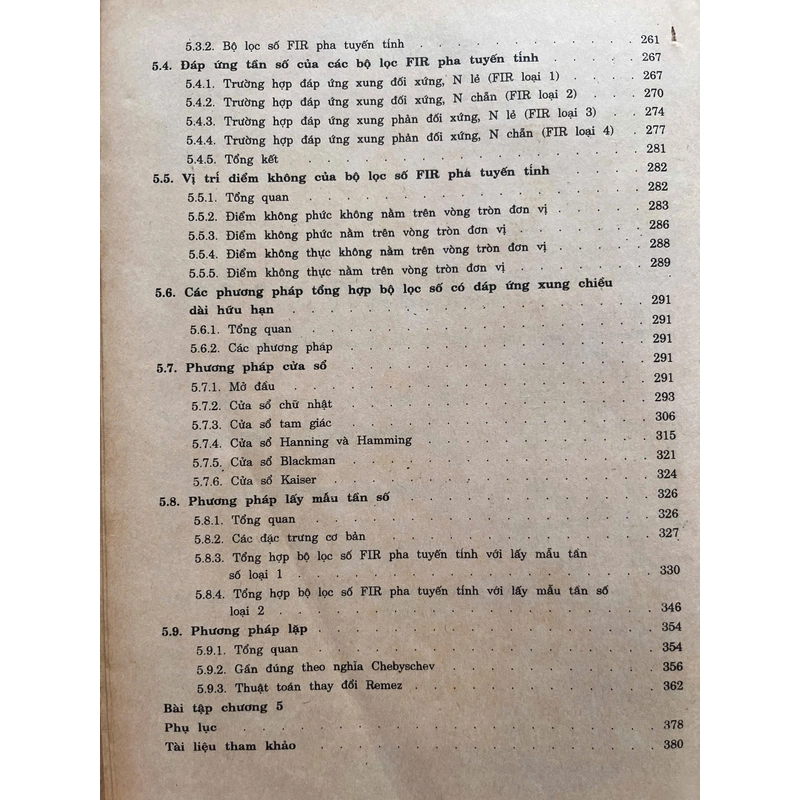 5.3.2. Bộ lọc số FIR pha tuyến tính . . . . . . . . 261
5.4. Đáp ứng tần số của các bộ lọc FIR pha tuyến tính . . . . . 267
5.4.1. Trường hợp đáp ứng xung đối xứng, N lẻ (FIR loại 1) . . . 267
5.4.2. Trường hợp đáp ứng xung đối xứng, N chẵn (FIR loại 2) . . 270
5.4.3. Trường hợp đáp ứng xung phản đối xứng, N lẻ (FIR loại 3) . . 274
5.4.4. Trường hợp đáp ứng xung phản đối xứng, N chẵn (FIR loại 4) . 277
5.4.5. Tổng kết . . . . . . . . . . . . 281
5.5. Vị trí điểm không của bộ lọc số FIR pha tuyến tính . . . . 282
5.5.1. Tổng quan . . . . . . . . . . . . 282
5.5.2. Điểm không phức không nằm trên vòng tròn đơn vị . . . . 283
5.5.3. Điểm không phức nằm trên vòng tròn đơn vị . . . . . 286
5.5.4. Điểm không thực không nằm trên vòng tròn đơn vị . . . . 288
5.5.5. Điểm không thực nằm trên vòng tròn đơn vị . . . . . 289
5.6. Các phương pháp tổng hợp bộ lọc số có đáp ứng xung chiều
dài hữu hạn . . . . . . . . . . . . 291
5.6.1. Tổng quan . . . . . . . . . . . . 291
5.6.2. Các phương pháp . . . . . . . . . . . 291
5.7. Phương pháp cửa sổ . . . . . . . . . . . 291
5.7.1. Mở đầu . . . . . . . . . . . . . 291
5.7.2. Cửa sổ chữ nhật . . . . . . . . . . . 293
5.7.3. Cửa sổ tam giác . . . . . . . . . . . 306
5.7.4. Cửa sổ Hanning và Hamming . . . . . . . . 315
5.7.5. Cửa sổ Blackman . . . . . . . . . . . 321
5.7.6. Cửa sổ Kaiser . . . . . . . . . . . . 324
5.8. Phương pháp lấy mẫu tần số . . . . . . . . . 326
5.8.1. Tổng quan . . . . . . . . . . . . 326
5.8.2. Các đặc trưng cơ bản . . . . . . . . . . 327
5.8.3. Tổng hợp bộ lọc số FIR pha tuyến tính với lấy mẫu tần
số loại 1 . . . . . . . . . . . . . 330
5.8.4. Tổng hợp bộ lọc số FIR pha tuyến tính với lấy mẫu tần số
loại 2 . . . . . . . . . . . . . . 346
5.9. Phương pháp lặp . . . . . . . . . . . . 354
5.9.1. Tổng quan . . . . . . . . . . . . 354
5.9.2. Gần đúng theo nghĩa Chebyschev . . . . . . . 356
5.9.3. Thuật toán thay đổi Remez . . . . . . . . 362
Bài tập chương 5
Phụ lục . . . . . . . . . . . . . . . 378
Tài liệu tham khảo . . . . . . . . . . . . 380